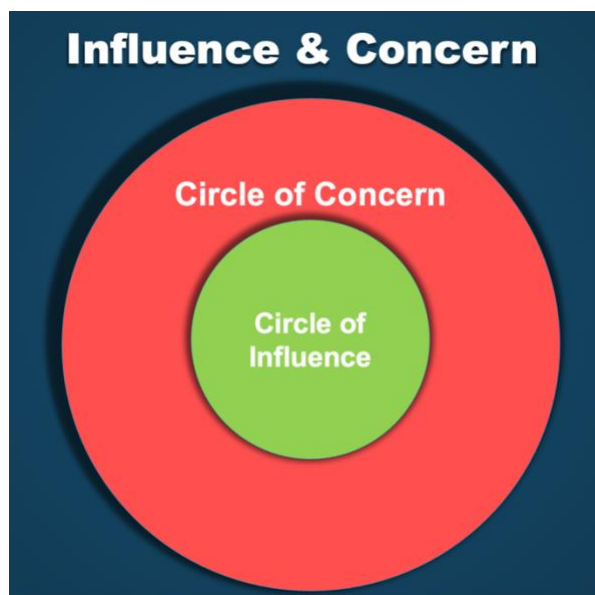 Influence & Concern
Circle of Concern
Circle of
Influence